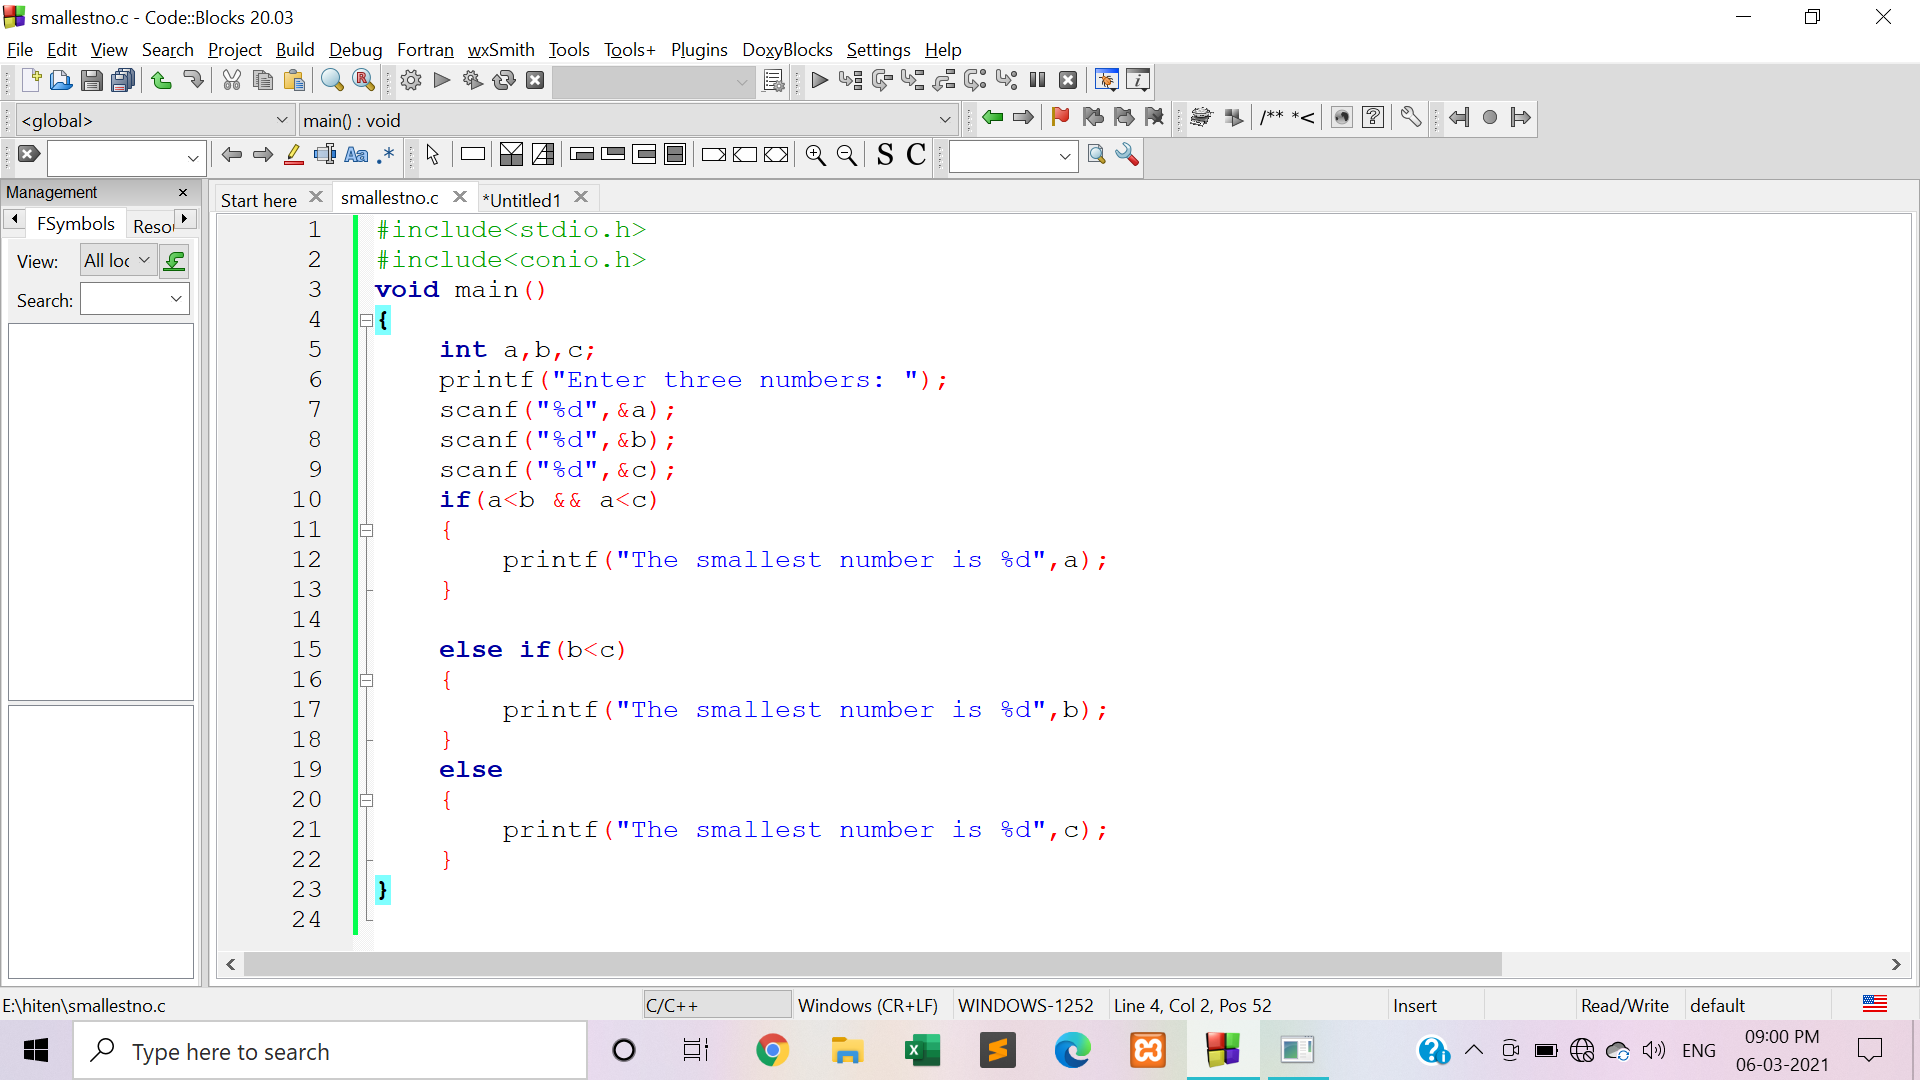 smallestno.c - Code::Blocks 20.03
File Edit View Search Project Build Debug Fortran wxSmith Tools Tools+ Plugins DoxyBlocks Settings Help
<global> main() : void /** *<
Aa .* S C
Management
Start here smallestno.c *Untitled1
FSymbols Reso
View: All loc
Search:
1 #include<stdio.h>
2 #include<conio.h>
3 void main()
4 {
5 int a,b,c;
6 printf("Enter three numbers: ");
7 scanf("%d",&a);
8 scanf("%d",&b);
9 scanf("%d",&c);
10 if(a<b && a<c)
11 {
12 printf("The smallest number is %d",a);
13 }
14
15 else if(b<c)
16 {
17 printf("The smallest number is %d",b);
18 }
19 else
20 {
21 printf("The smallest number is %d",c);
22 }
23 }
24
E:\hiten\smallestno.c C/C++ Windows (CR+LF) WINDOWS-1252 Line 4, Col 2, Pos 52 Insert Read/Write default
Type here to search ENG 09:00 PM
06-03-2021